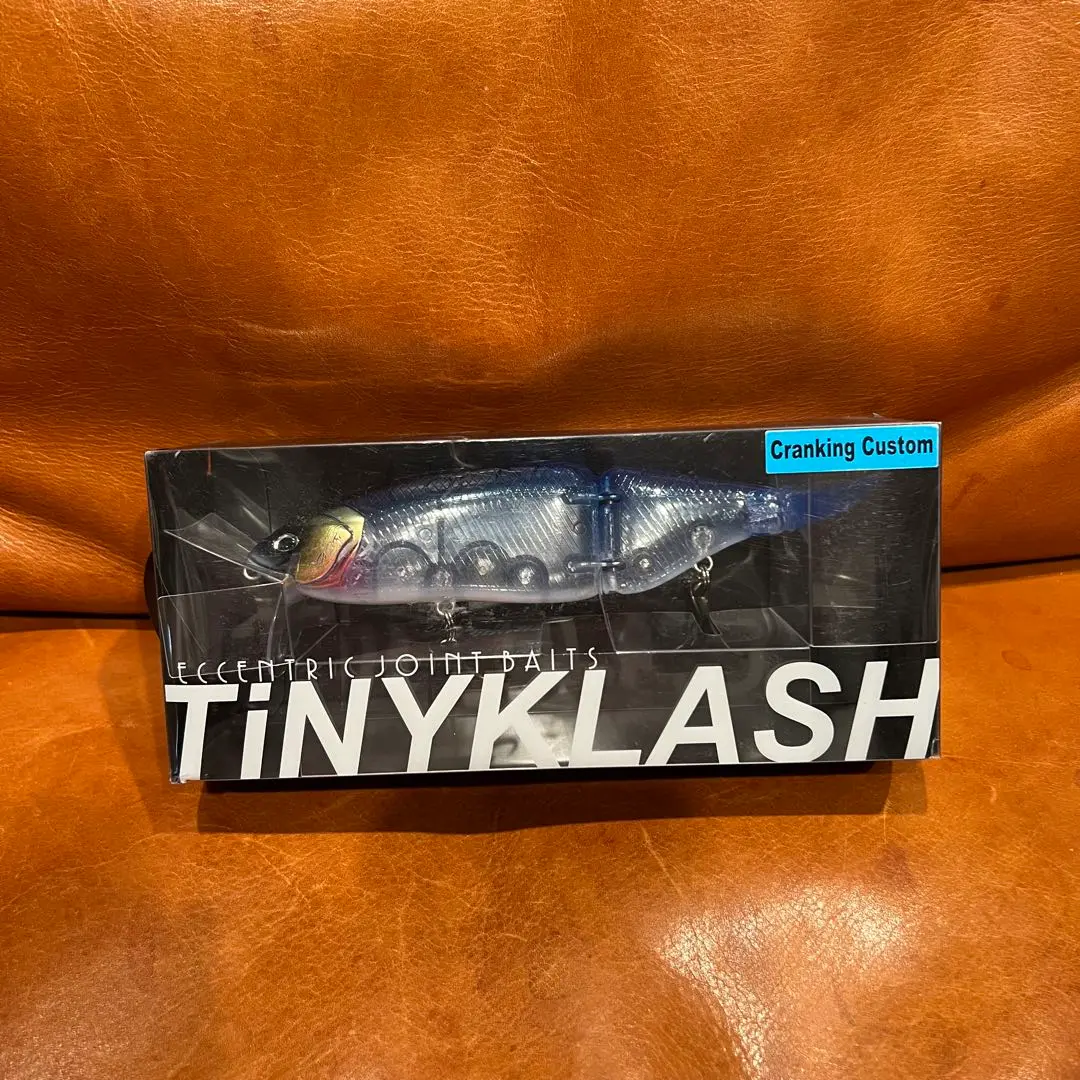 Cranking Custom
ECCENTRIC JOINT BAITS
TiNYKLASH